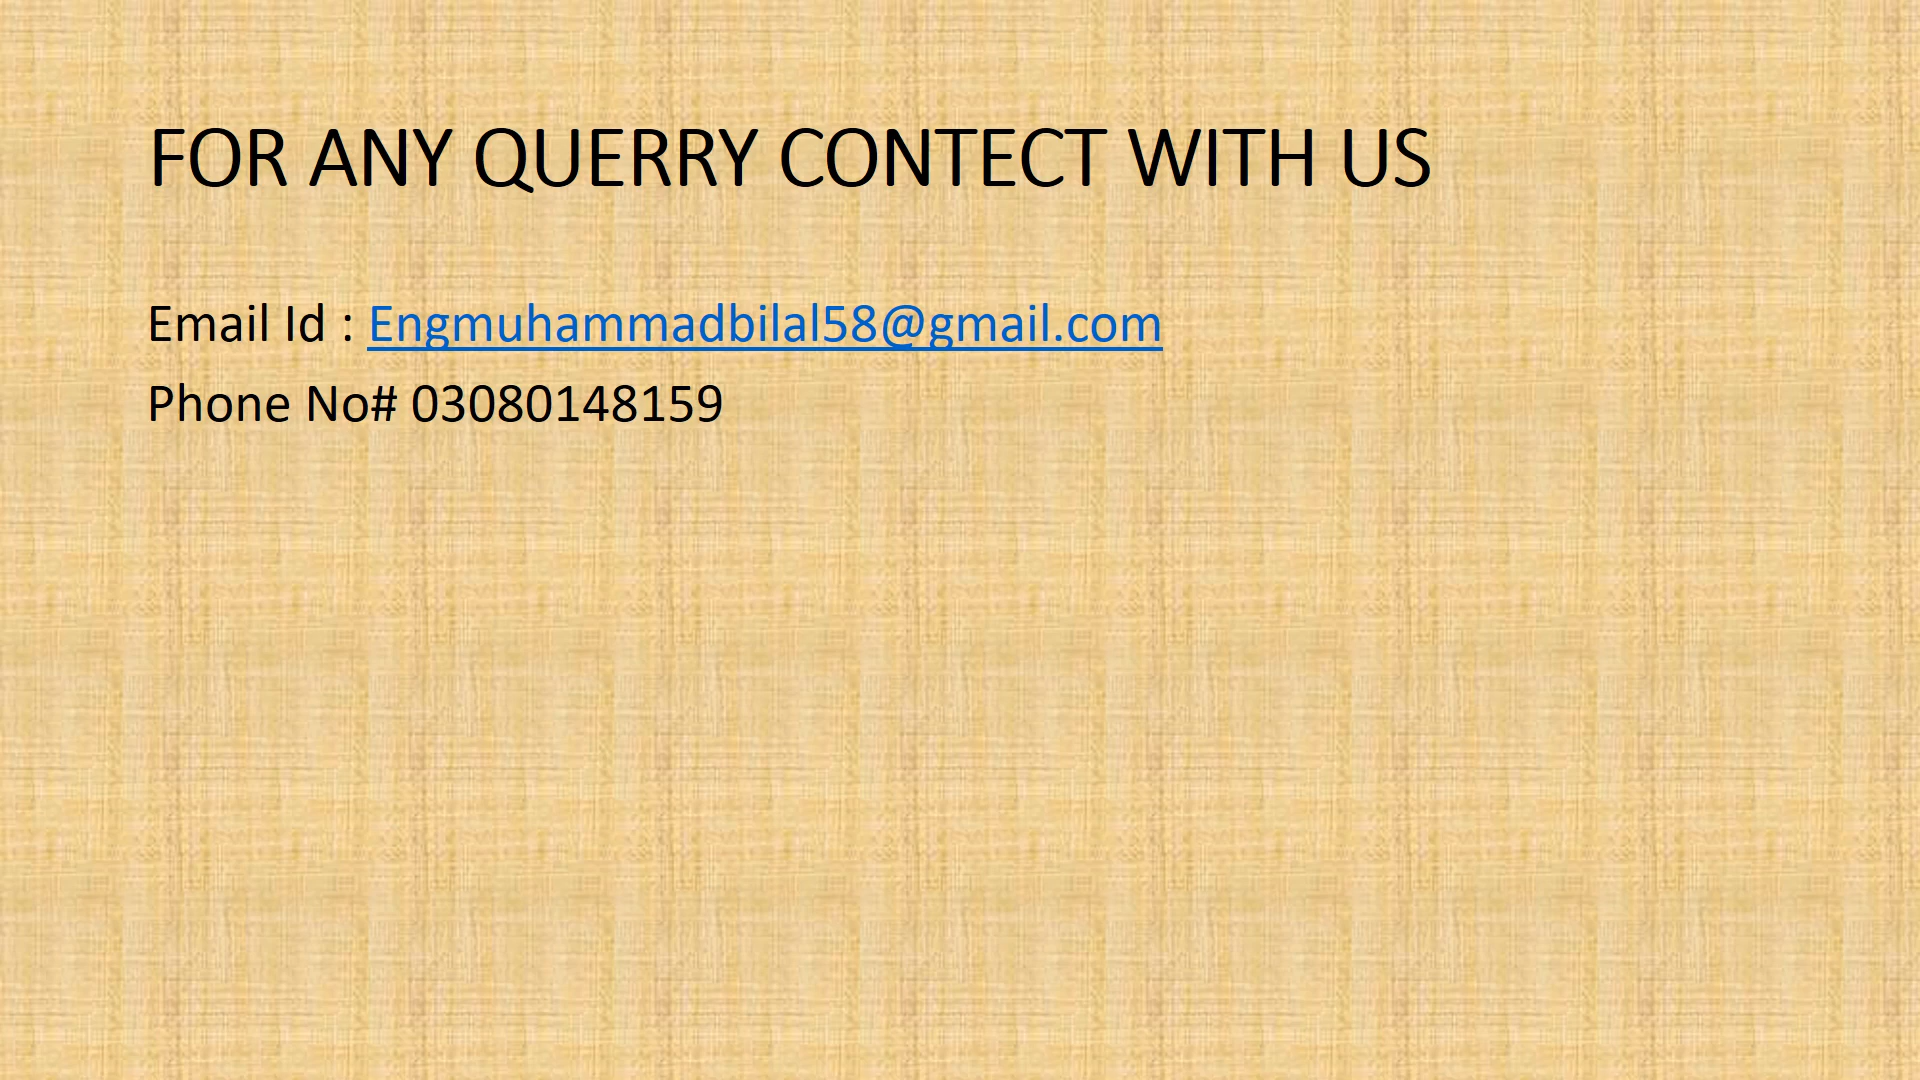 FOR ANY QUERRY CONTECT WITH US
Email Id : Engmuhammadbilal58@gmail.com
Phone No# 03080148159